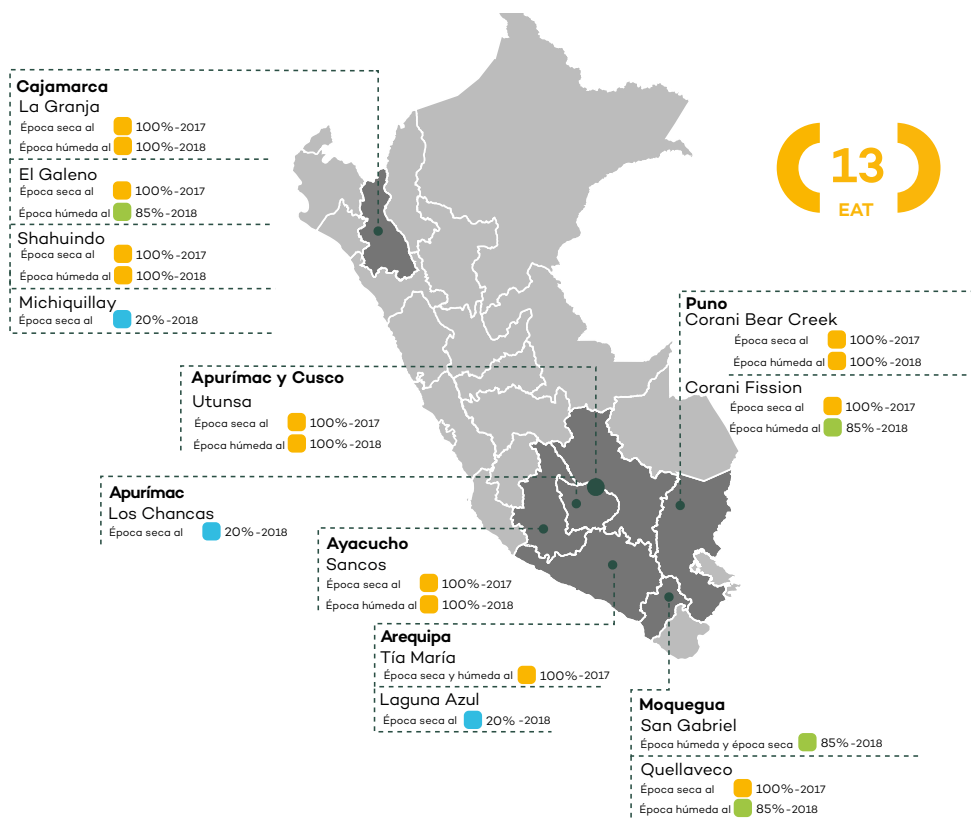 Cajamarca
La Granja
Época seca al 100%-2017
Época húmeda al 100%-2018
El Galeno
Época seca al 100%-2017
Época húmeda al 85%-2018
Shahuindo
Época seca al 100%-2017
Época húmeda al 100%-2018
Michiquillay
Época seca al 20%-2018
13
EAT
Puno
Corani Bear Creek
Época seca al 100%-2017
Época húmeda al 100%-2018
Corani Fission
Época seca al 100%-2017
Época húmeda al 85%-2018
Apurímac y Cusco
Utunsa
Época seca al 100%-2017
Época húmeda al 100%-2018
Apurímac
Los Chancas
Época seca al 20%-2018
Ayacucho
Sancos
Época seca al 100%-2017
Época húmeda al 100%-2018
Arequipa
Tía María
Época seca y húmeda al 100%-2017
Laguna Azul
Época seca al 20%-2018
Moquegua
San Gabriel
Época húmeda y época seca 85%-2018
Quellaveco
Época seca al 100%-2017
Época húmeda al 85%-2018